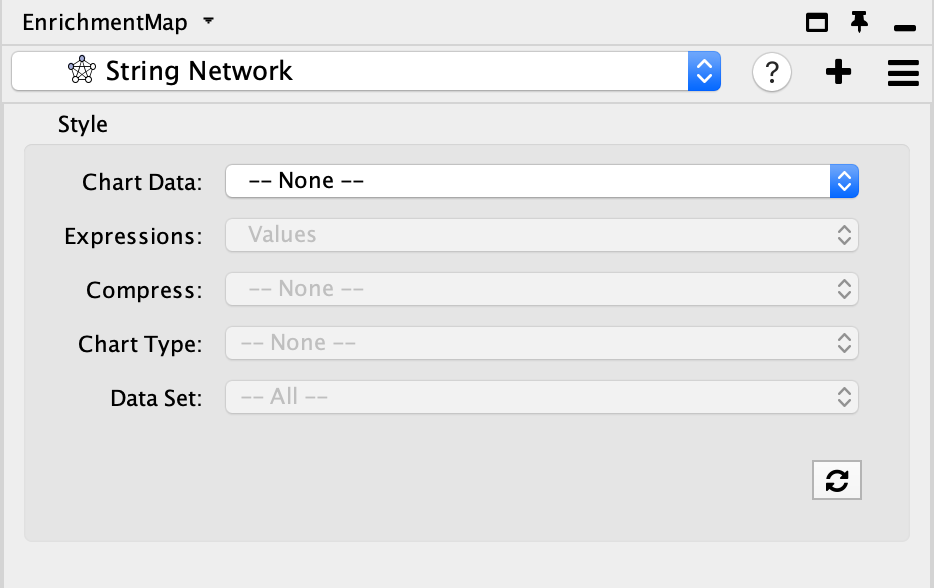 EnrichmentMap
String Network
?
Style
Chart Data: -- None --
Expressions: Values
Compress: -- None --
Chart Type: -- None --
Data Set: -- All --